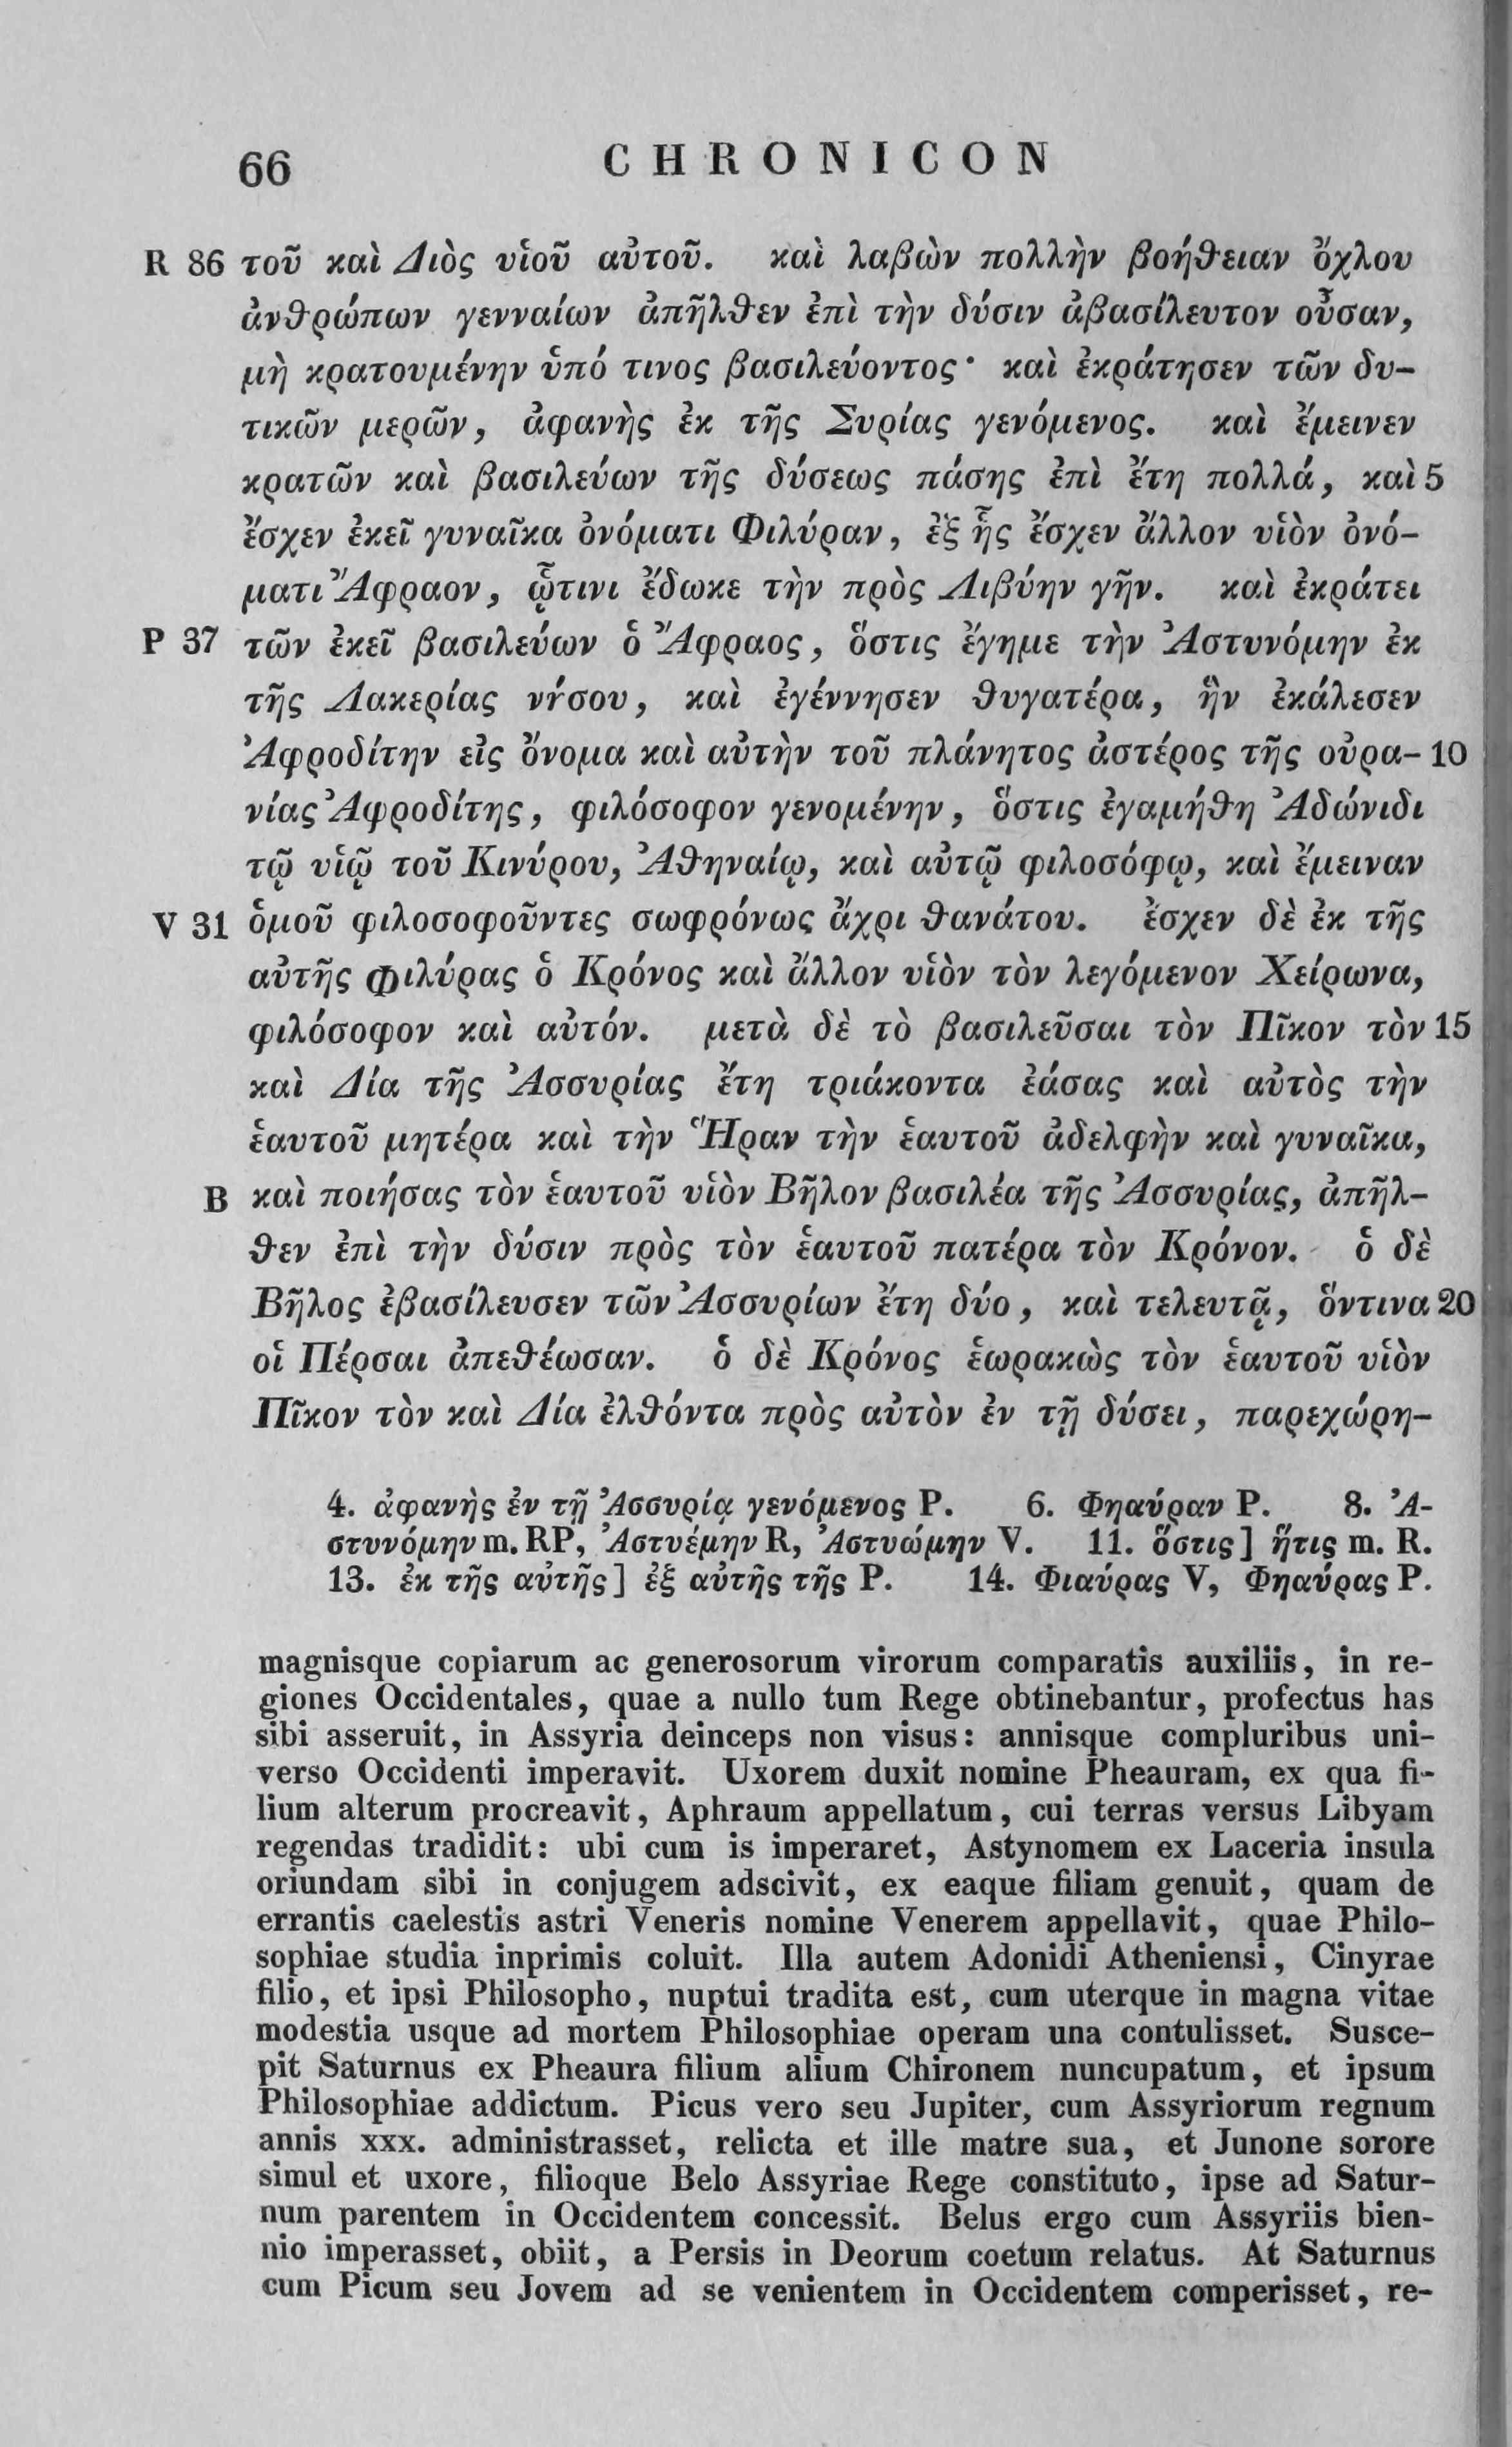 66 CHRONICON
R 86 τοῦ καὶ Διὸς υἱοῦ αὐτοῦ. καὶ λαβὼν πολλὴν βοήθειαν ὄχλου
ἀνθρώπων γενναίων ἀπῆλθεν ἐπὶ τὴν δύσιν ἀβασίλευτον οὖσαν,
μὴ κρατουμένην ὑπό τινος βασιλεύοντος· καὶ ἐκράτησεν τῶν δυ-
τικῶν μερῶν, ἀφανὴς ἐκ τῆς Συρίας γενόμενος. καὶ ἔμεινεν
κρατῶν καὶ βασιλεύων τῆς δύσεως πάσης ἐπὶ ἔτη πολλά, καὶ 5
ἔσχεν ἐκεῖ γυναῖκα ὀνόματι Φιλύραν, ἐξ ἧς ἔσχεν ἄλλον υἱὸν ὀνό-
ματι Ἄφραον, ᾧτινι ἔδωκε τὴν πρὸς Λιβύην γῆν. καὶ ἐκράτει
P 37 τῶν ἐκεῖ βασιλεύων ὁ Ἄφραος, ὅστις ἔγημε τὴν Ἀστυνόμην ἐκ
τῆς Λακερίας νήσου, καὶ ἐγέννησεν θυγατέρα, ἣν ἐκάλεσεν
Ἀφροδίτην εἰς ὄνομα καὶ αὐτὴν τοῦ πλάνητος ἀστέρος τῆς οὐρα- 10
νίας Ἀφροδίτης, φιλόσοφον γενομένην, ὅστις ἐγαμήθη Ἀδώνιδι
τῷ υἱῷ τοῦ Κινύρου, Ἀθηναίῳ, καὶ αὐτῷ φιλοσόφῳ, καὶ ἔμειναν
V 31 ὁμοῦ φιλοσοφοῦντες σωφρόνως ἄχρι θανάτου. ἔσχεν δὲ ἐκ τῆς
αὐτῆς Φιλύρας ὁ Κρόνος καὶ ἄλλον υἱὸν τὸν λεγόμενον Χείρωνα,
φιλόσοφον καὶ αὐτόν. μετὰ δὲ τὸ βασιλεῦσαι τὸν Πῖκον τὸν 15
καὶ Δία τῆς Ἀσσυρίας ἔτη τριάκοντα ἐάσας καὶ αὐτὸς τὴν
ἑαυτοῦ μητέρα καὶ τὴν Ἥραν τὴν ἑαυτοῦ ἀδελφὴν καὶ γυναῖκα,
B καὶ ποιήσας τὸν ἑαυτοῦ υἱὸν Βῆλον βασιλέα τῆς Ἀσσυρίας, ἀπῆλ-
θεν ἐπὶ τὴν δύσιν πρὸς τὸν ἑαυτοῦ πατέρα τὸν Κρόνον. ὁ δὲ
Βῆλος ἐβασίλευσεν τῶν Ἀσσυρίων ἔτη δύο, καὶ τελευτᾷ, ὅντινα 20
οἱ Πέρσαι ἀπεθέωσαν. ὁ δὲ Κρόνος ἑωρακὼς τὸν ἑαυτοῦ υἱὸν
Πῖκον τὸν καὶ Δία ἐλθόντα πρὸς αὐτὸν ἐν τῇ δύσει, παρεχώρη-
4. ἀφανὴς ἐν τῇ Ἀσσυρίᾳ γενόμενος P. 6. Φηαύραν P. 8. Ἀ-
στυνόμην m. RP, Ἀστυέμην R, Ἀστυώμην V. 11. ὅστις] ἥτις m. R.
13. ἐκ τῆς αὐτῆς] ἐξ αὐτῆς τῆς P. 14. Φιαύρας V, Φηαύρας P.
magnisque copiarum ac generosorum virorum comparatis auxiliis, in re-
giones Occidentales, quae a nullo tum Rege obtinebantur, profectus has
sibi asseruit, in Assyria deinceps non visus: annisque compluribus uni-
verso Occidenti imperavit. Uxorem duxit nomine Pheauram, ex qua fi-
lium alterum procreavit, Aphraum appellatum, cui terras versus Libyam
regendas tradidit: ubi cum is imperaret, Astynomem ex Laceria insula
oriundam sibi in conjugem adscivit, ex eaque filiam genuit, quam de
errantis caelestis astri Veneris nomine Venerem appellavit, quae Philo-
sophiae studia inprimis coluit. Illa autem Adonidi Atheniensi, Cinyrae
filio, et ipsi Philosopho, nuptui tradita est, cum uterque in magna vitae
modestia usque ad mortem Philosophiae operam una contulisset. Susce-
pit Saturnus ex Pheaura filium alium Chironem nuncupatum, et ipsum
Philosophiae addictum. Picus vero seu Jupiter, cum Assyriorum regnum
annis xxx. administrasset, relicta et ille matre sua, et Junone sorore
simul et uxore, filioque Belo Assyriae Rege constituto, ipse ad Satur-
num parentem in Occidentem concessit. Belus ergo cum Assyriis bien-
nio imperasset, obiit, a Persis in Deorum coetum relatus. At Saturnus
cum Picum seu Jovem ad se venientem in Occidentem comperisset, re-